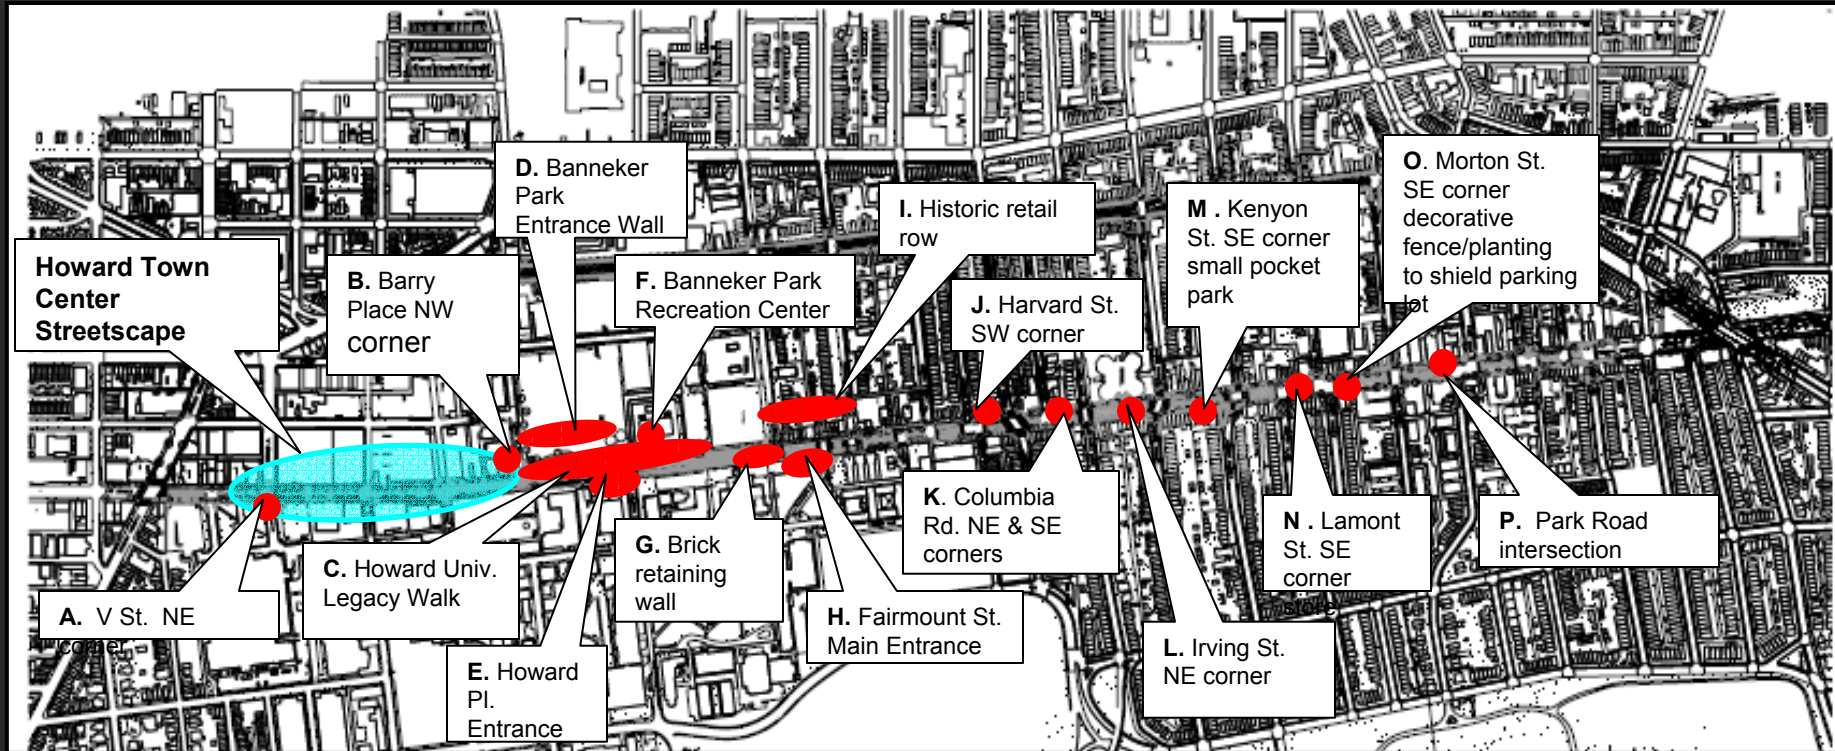 D. Banneker
Park
Entrance Wall
O. Morton St.
SE corner
decorative
fence/planting
to shield parking
lot
I. Historic retail
row
M . Kenyon
St. SE corner
small pocket
park
Howard Town
Center
Streetscape
B. Barry
Place NW
corner
F. Banneker Park
Recreation Center
J. Harvard St.
SW corner
K. Columbia
Rd. NE & SE
corners
N . Lamont
St. SE
corner
store
P. Park Road
intersection
C. Howard Univ.
Legacy Walk
G. Brick
retaining
wall
A. V St. NE
corner
H. Fairmount St.
Main Entrance
L. Irving St.
NE corner
E. Howard
Pl.
Entrance